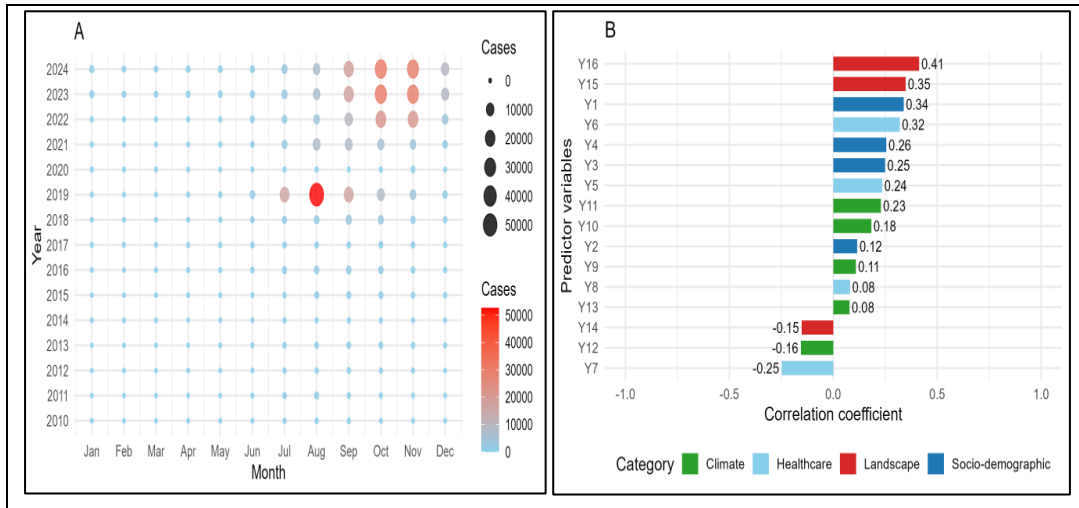 A
Year
2024
2023
2022
2021
2020
2019
2018
2017
2016
2015
2014
2013
2012
2011
2010
Jan Feb Mar Apr May Jun Jul Aug Sep Oct Nov Dec
Month
Cases
0
10000
20000
30000
40000
50000
Cases
50000
40000
30000
20000
10000
0
B
Predictor variables
Y16 0.41
Y15 0.35
Y1 0.34
Y6 0.32
Y4 0.26
Y3 0.25
Y5 0.24
Y11 0.23
Y10 0.18
Y2 0.12
Y9 0.11
Y8 0.08
Y13 0.08
Y14 -0.15
Y12 -0.16
Y7 -0.25
-1.0 -0.5 0.0 0.5 1.0
Correlation coefficient
Category Climate Healthcare Landscape Socio-demographic